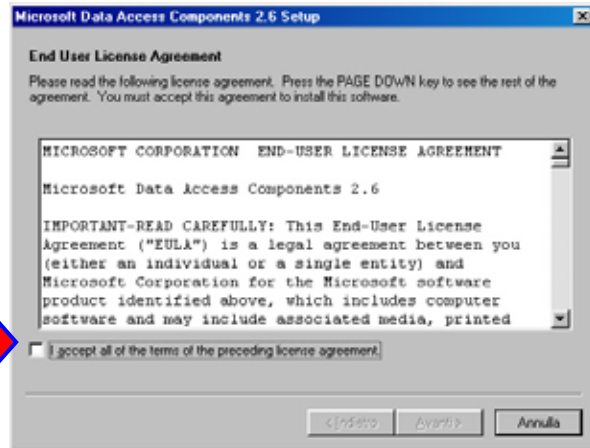 Microsoft Data Access Components 2.6 Setup
End User License Agreement
Please read the following license agreement. Press the PAGE DOWN key to see the rest of the
agreement. You must accept this agreement to install this software.
MICROSOFT CORPORATION END-USER LICENSE AGREEMENT
Microsoft Data Access Components 2.6
IMPORTANT-READ CAREFULLY: This End-User License
Agreement ("EULA") is a legal agreement between you
(either an individual or a single entity) and
Microsoft Corporation for the Microsoft software
product identified above, which includes computer
software and may include associated media, printed
I accept all of the terms of the preceding license agreement.
< Indietro Avanti > Annulla